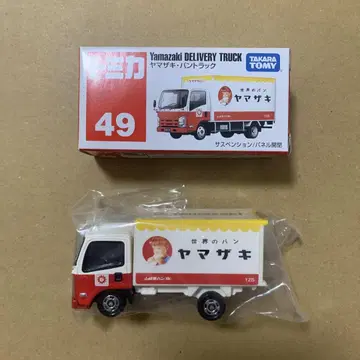 トミカ
49
Yamazaki DELIVERY TRUCK
ヤマザキ・パントラック
TAKARA
TOMY
世界のパン
ヤマザキ
サスペンション/パネル開閉
世界のパン
ヤマザキ